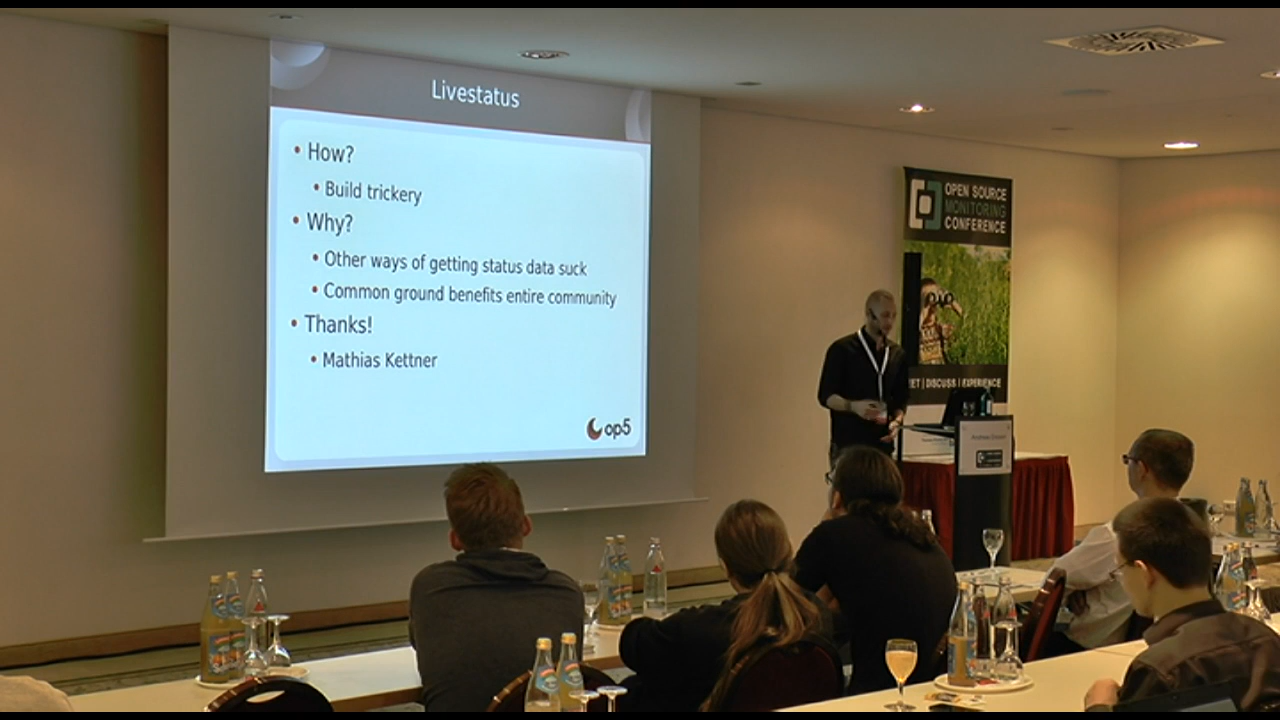 Livestatus
• How?
• Build trickery
• Why?
• Other ways of getting status data suck
• Common ground benefits entire community
• Thanks!
• Mathias Kettner
op5
OPEN SOURCE
MONITORING
CONFERENCE
DISCUSS | EXPERIENCE